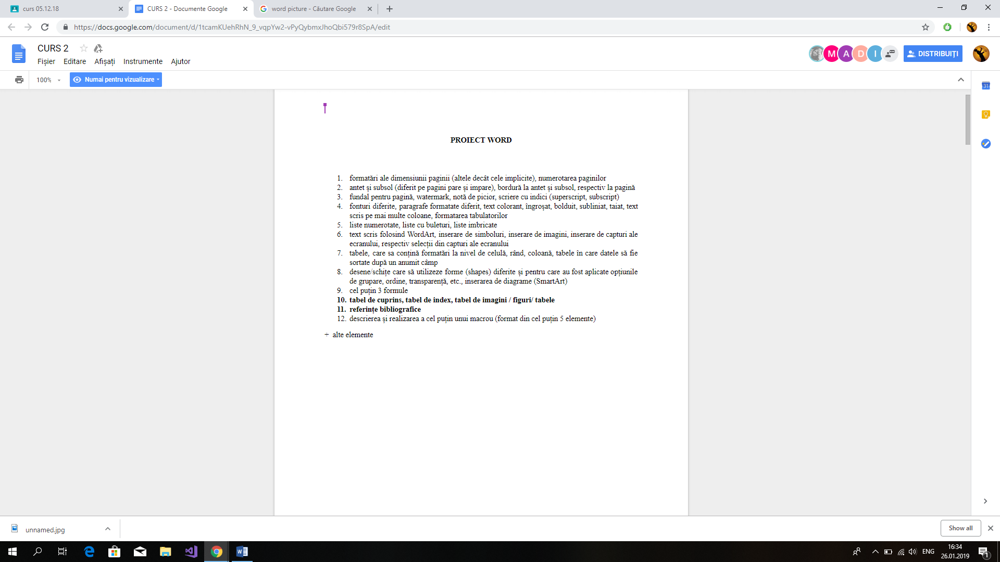 curs 05.12.18
CURS 2 - Documente Google
word picture - Căutare Google
https://docs.google.com/document/d/1tcamKUehRhN_9_vqpYw2-vPyQybmxJhoQbi579r8SpA/edit
CURS 2
Fișier Editare Afișați Instrumente Ajutor
M A D I
DISTRIBUIȚI
100%
Numai pentru vizualizare
31
PROIECT WORD
1. formatări ale dimensiunii paginii (altele decât cele implicite), numerotarea paginilor
2. antet și subsol (diferit pe pagini pare și impare), bordură la antet și subsol, respectiv la pagină
3. fundal pentru pagină, watermark, notă de picior, scriere cu indici (superscript, subscript)
4. fonturi diferite, paragrafe formatate diferit, text colorant, îngroșat, bolduit, subliniat, taiat, text
scris pe mai multe coloane, formatarea tabulatorilor
5. liste numerotate, liste cu buleturi, liste imbricate
6. text scris folosind WordArt, inserare de simboluri, inserare de imagini, inserare de capturi ale
ecranului, respectiv selecții din capturi ale ecranului
7. tabele, care sa conțină formatări la nivel de celulă, rând, coloană, tabele în care datele să fie
sortate după un anumit câmp
8. desene/schițe care să utilizeze forme (shapes) diferite și pentru care au fost aplicate opțiunile
de grupare, ordine, transparență, etc., inserarea de diagrame (SmartArt)
9. cel puțin 3 formule
10. tabel de cuprins, tabel de index, tabel de imagini / figuri/ tabele
11. referințe bibliografice
12. descrierea și realizarea a cel puțin unui macrou (format din cel puțin 5 elemente)
+ alte elemente
unnamed.jpg
Show all
ENG
16:34
26.01.2019
1